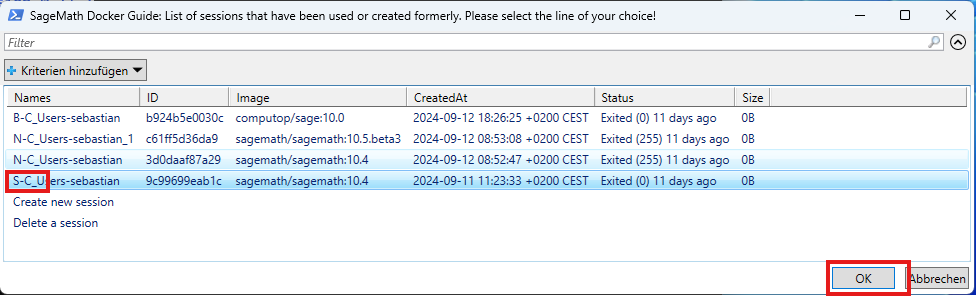 SageMath Docker Guide: List of sessions that have been used or created formerly. Please select the line of your choice!
Filter
Kriterien hinzufügen
Names ID Image CreatedAt Status Size
B-C_Users-sebastian b924b5e0030c computop/sage:10.0 2024-09-12 18:26:25 +0200 CEST Exited (0) 11 days ago 0B
N-C_Users-sebastian_1 c61ff5d36da9 sagemath/sagemath:10.5.beta3 2024-09-12 08:53:08 +0200 CEST Exited (255) 11 days ago 0B
N-C_Users-sebastian 3d0daaf87a29 sagemath/sagemath:10.4 2024-09-12 08:52:47 +0200 CEST Exited (255) 11 days ago 0B
S-C_Users-sebastian 9c99699eab1c sagemath/sagemath:10.4 2024-09-11 11:23:33 +0200 CEST Exited (0) 11 days ago 0B
Create new session
Delete a session
OK Abbrechen